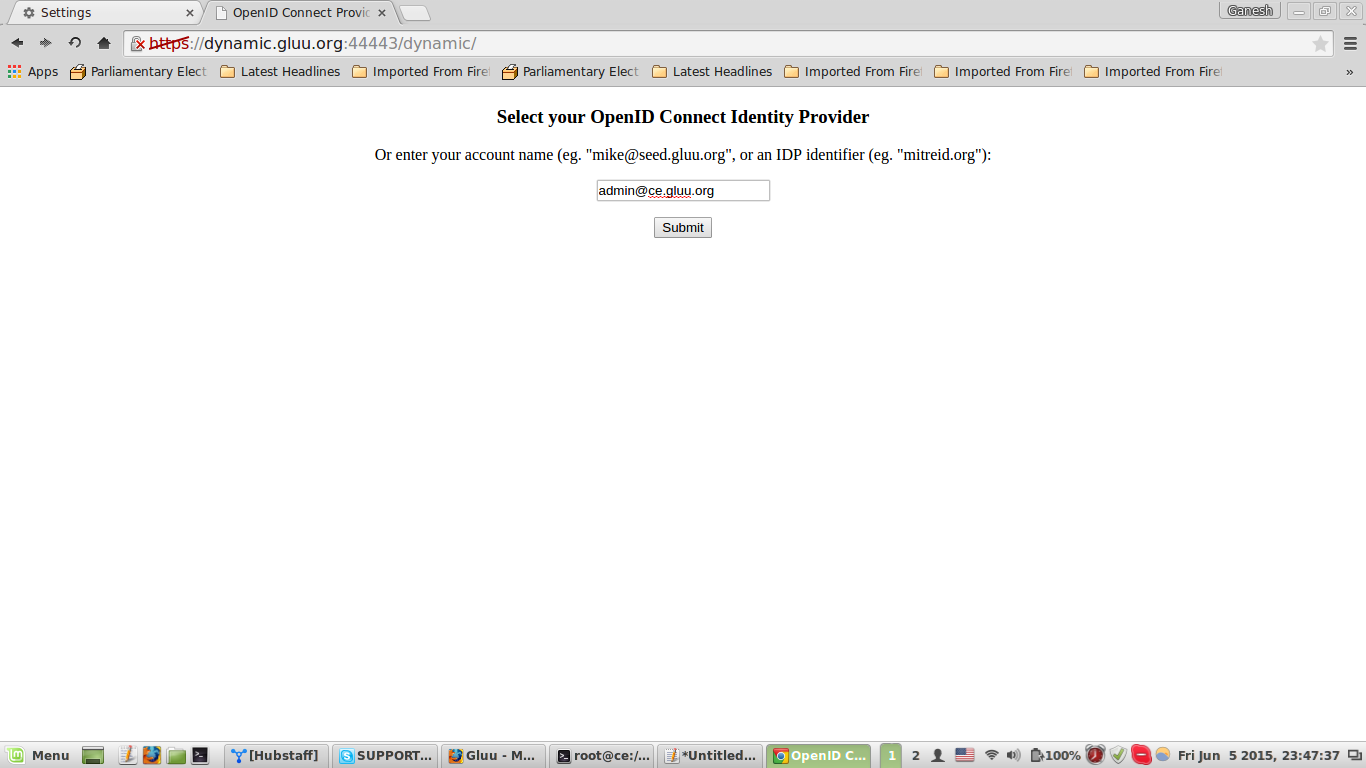 Settings
OpenID Connect Provid
Ganesh
https://dynamic.gluu.org:44443/dynamic/
Apps
Parliamentary Elect
Latest Headlines
Imported From Firef
Parliamentary Elect
Latest Headlines
Imported From Firef
Imported From Firef
Imported From Firef
»
Select your OpenID Connect Identity Provider
Or enter your account name (eg. "mike@seed.gluu.org", or an IDP identifier (eg. "mitreid.org"):
admin@ce.gluu.org
Submit
Menu
[Hubstaff]
SUPPORT...
Gluu - M...
root@ce:/...
*Untitled...
OpenID C...
1
2
100%
Fri Jun 5 2015, 23:47:37